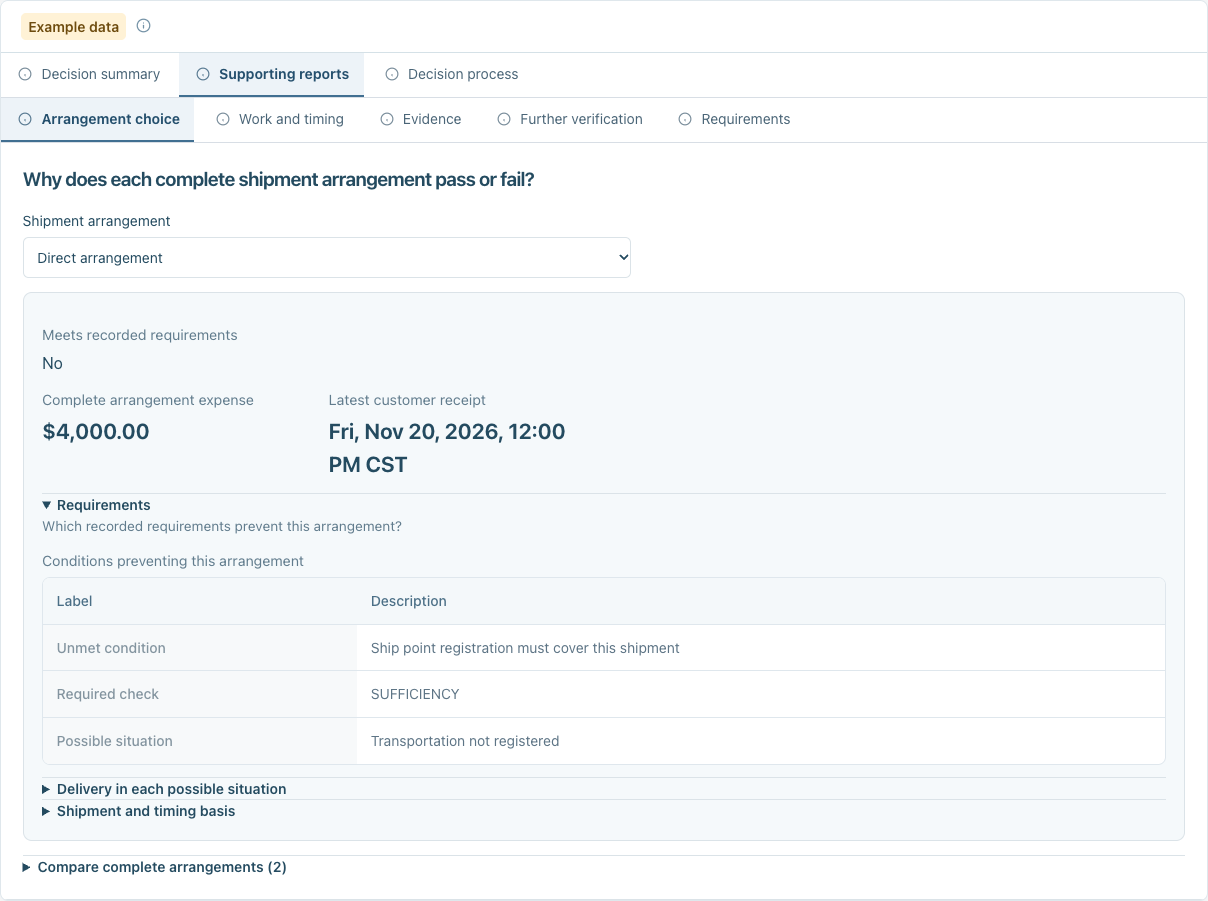 Example data
Decision summary
Supporting reports
Decision process
Arrangement choice
Work and timing
Evidence
Further verification
Requirements
Why does each complete shipment arrangement pass or fail?
Shipment arrangement
Direct arrangement
Meets recorded requirements
No
Complete arrangement expense
$4,000.00
Latest customer receipt
Fri, Nov 20, 2026, 12:00
PM CST
Requirements
Which recorded requirements prevent this arrangement?
Conditions preventing this arrangement
Label Description
Unmet condition Ship point registration must cover this shipment
Required check SUFFICIENCY
Possible situation Transportation not registered
Delivery in each possible situation
Shipment and timing basis
Compare complete arrangements (2)